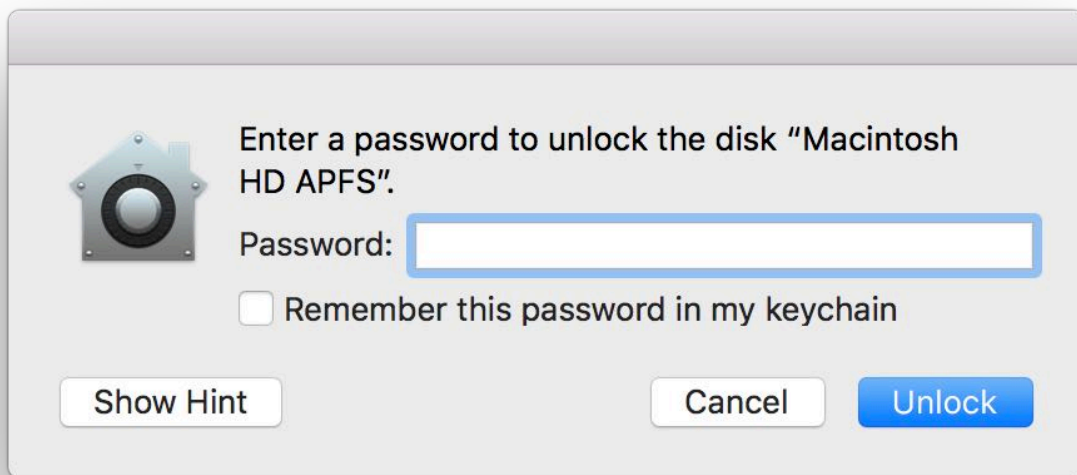 Enter a password to unlock the disk “Macintosh
HD APFS”.
Password:
Remember this password in my keychain
Show Hint
Cancel
Unlock